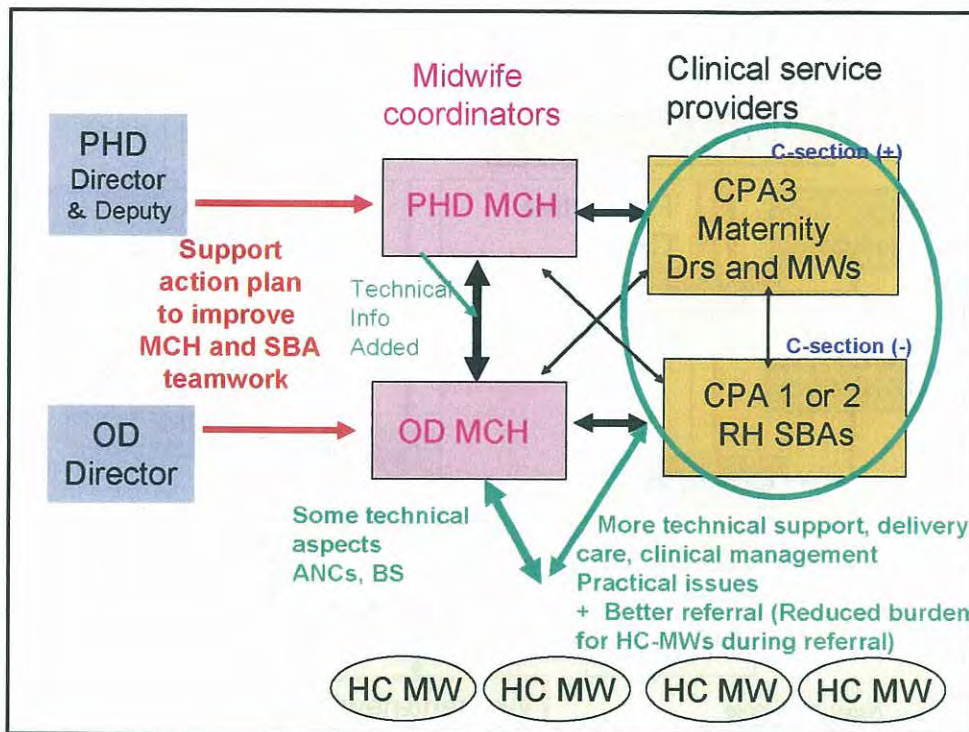 Midwife
coordinators
Clinical service
providers
PHD
Director
& Deputy
PHD MCH
C-section (+)
CPA3
Maternity
Drs and MWs
Support
action plan
to improve
MCH and SBA
teamwork
Technical
Info
Added
C-section (-)
OD
Director
OD MCH
CPA 1 or 2
RH SBAs
Some technical
aspects
ANCs, BS
More technical support, delivery
care, clinical management
Practical issues
+ Better referral (Reduced burden
for HC-MWs during referral)
HC MW
HC MW
HC MW
HC MW